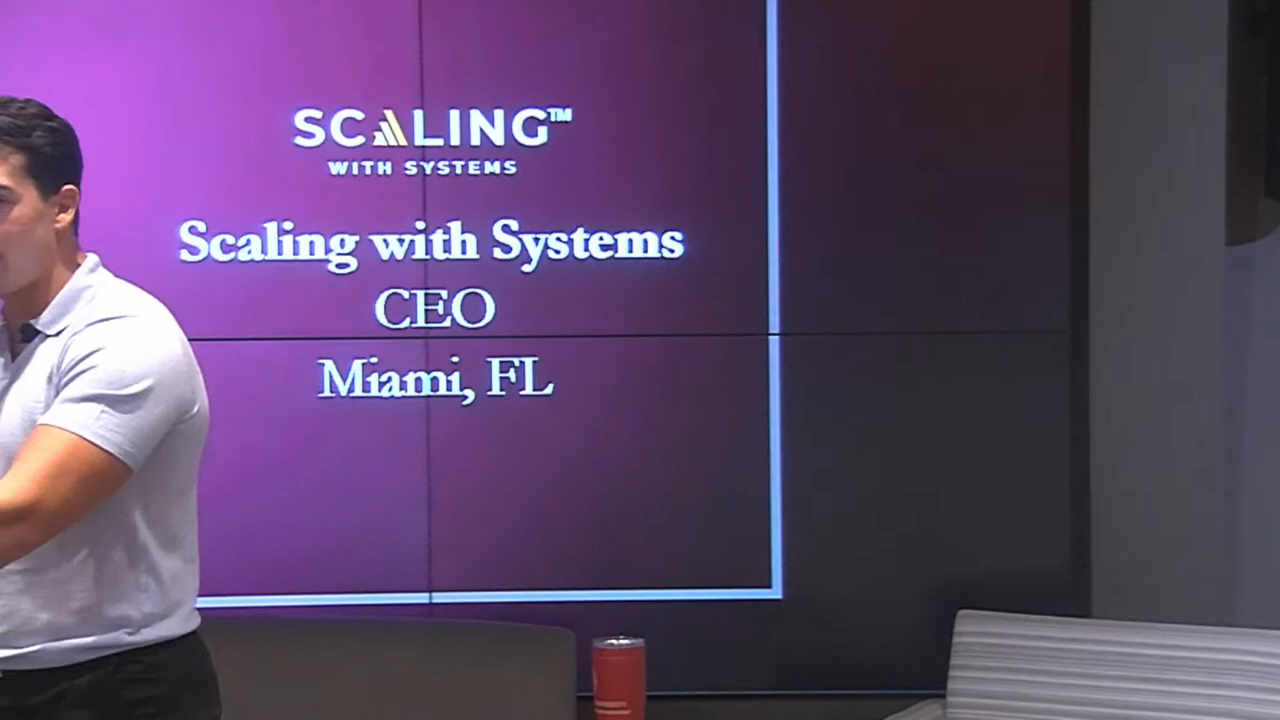 SCALING™
WITH SYSTEMS
Scaling with Systems
CEO
Miami, FL